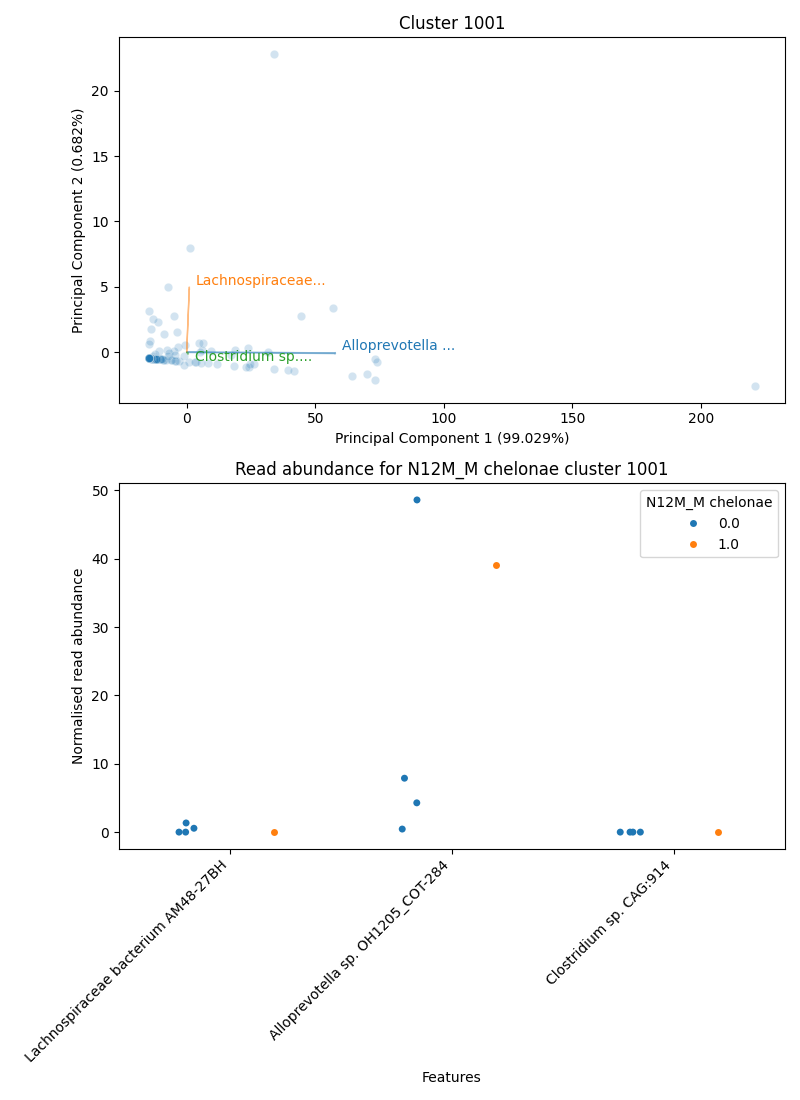 Cluster 1001
Principal Component 2 (0.682%)
20
15
10
5
0
Lachnospiraceae...
Alloprevotella ...
Clostridium sp....
0
50
100
150
200
Principal Component 1 (99.029%)
Read abundance for N12M_M chelonae cluster 1001
Normalised read abundance
50
40
30
20
10
0
N12M_M chelonae
0.0
1.0
Lachnospiraceae bacterium AM48-27BH
Alloprevotella sp. OH1205_COT-284
Clostridium sp. CAG:914
Features